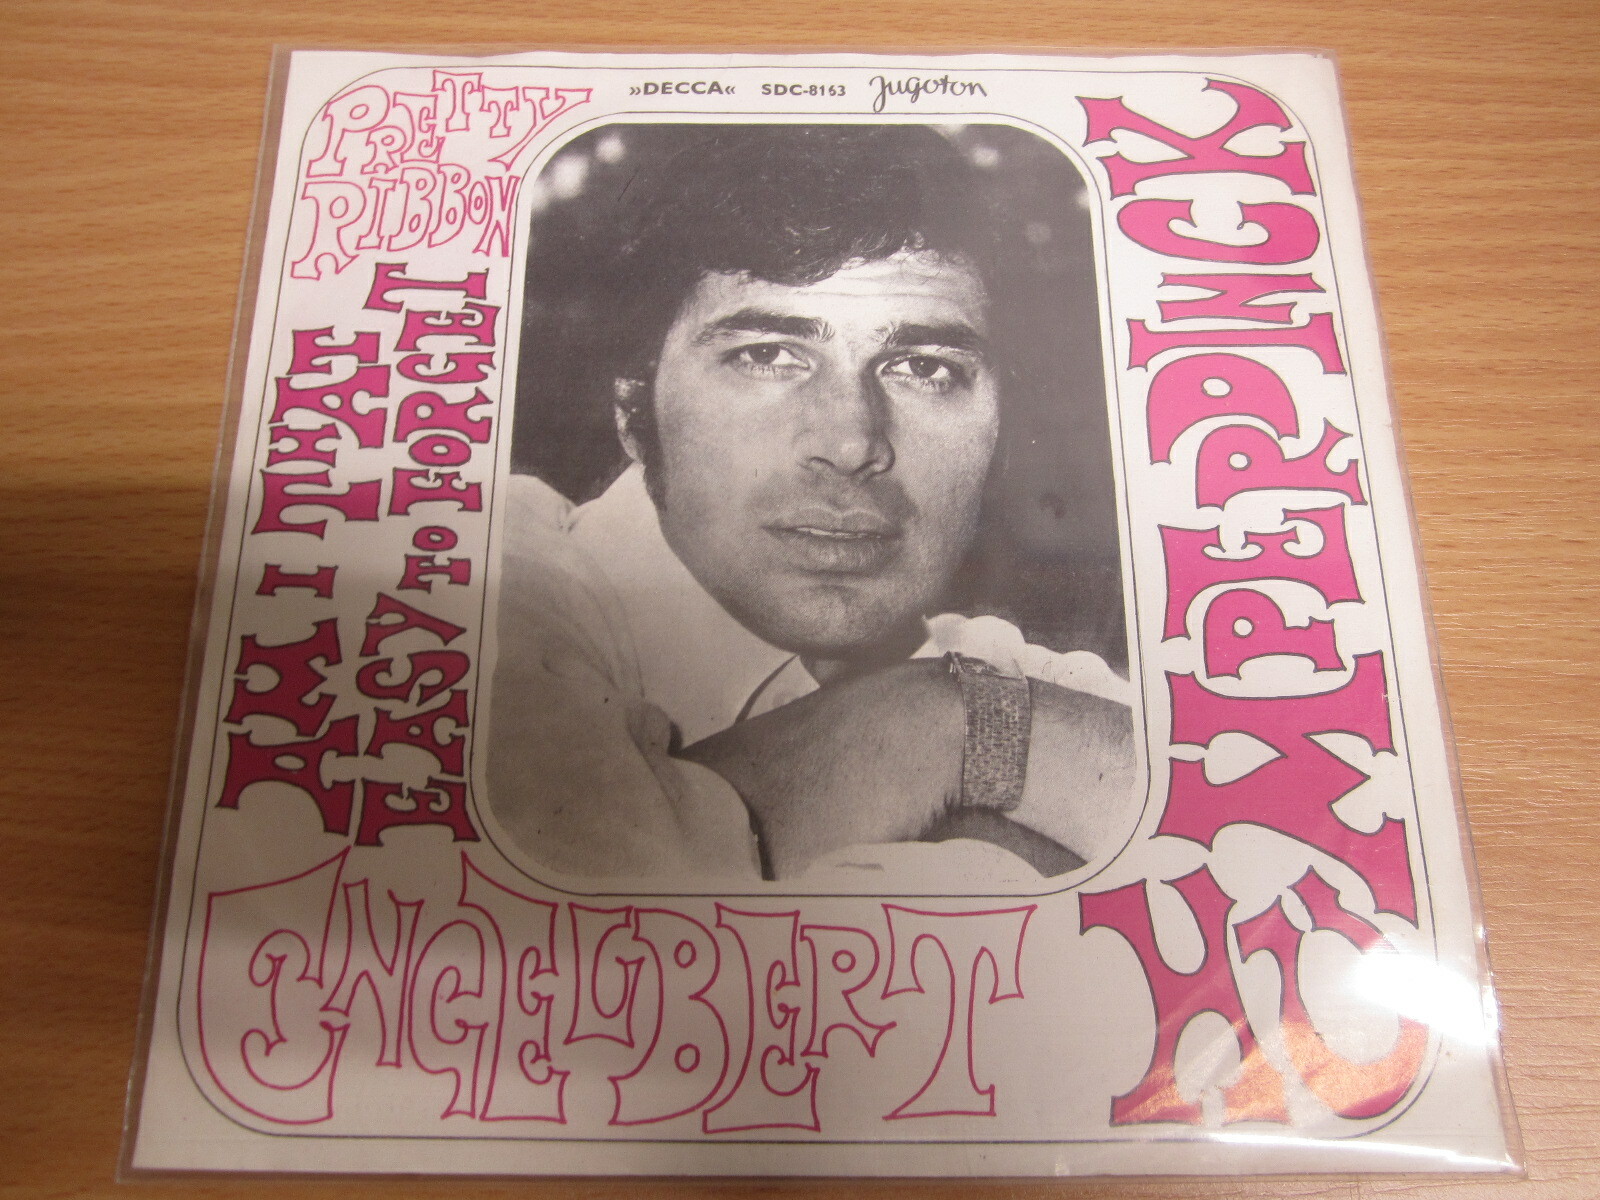 »DECCA« SDC-8163 Jugoton
PRETTY
RIBBON
AM I THAT
EASY TO FORGET
ENGELBERT
HUMPERDINCK